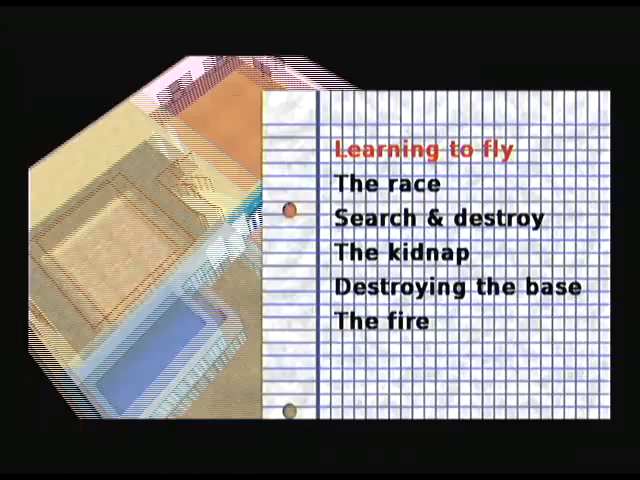 Learning to fly
The race
Search & destroy
The kidnap
Destroying the base
The fire